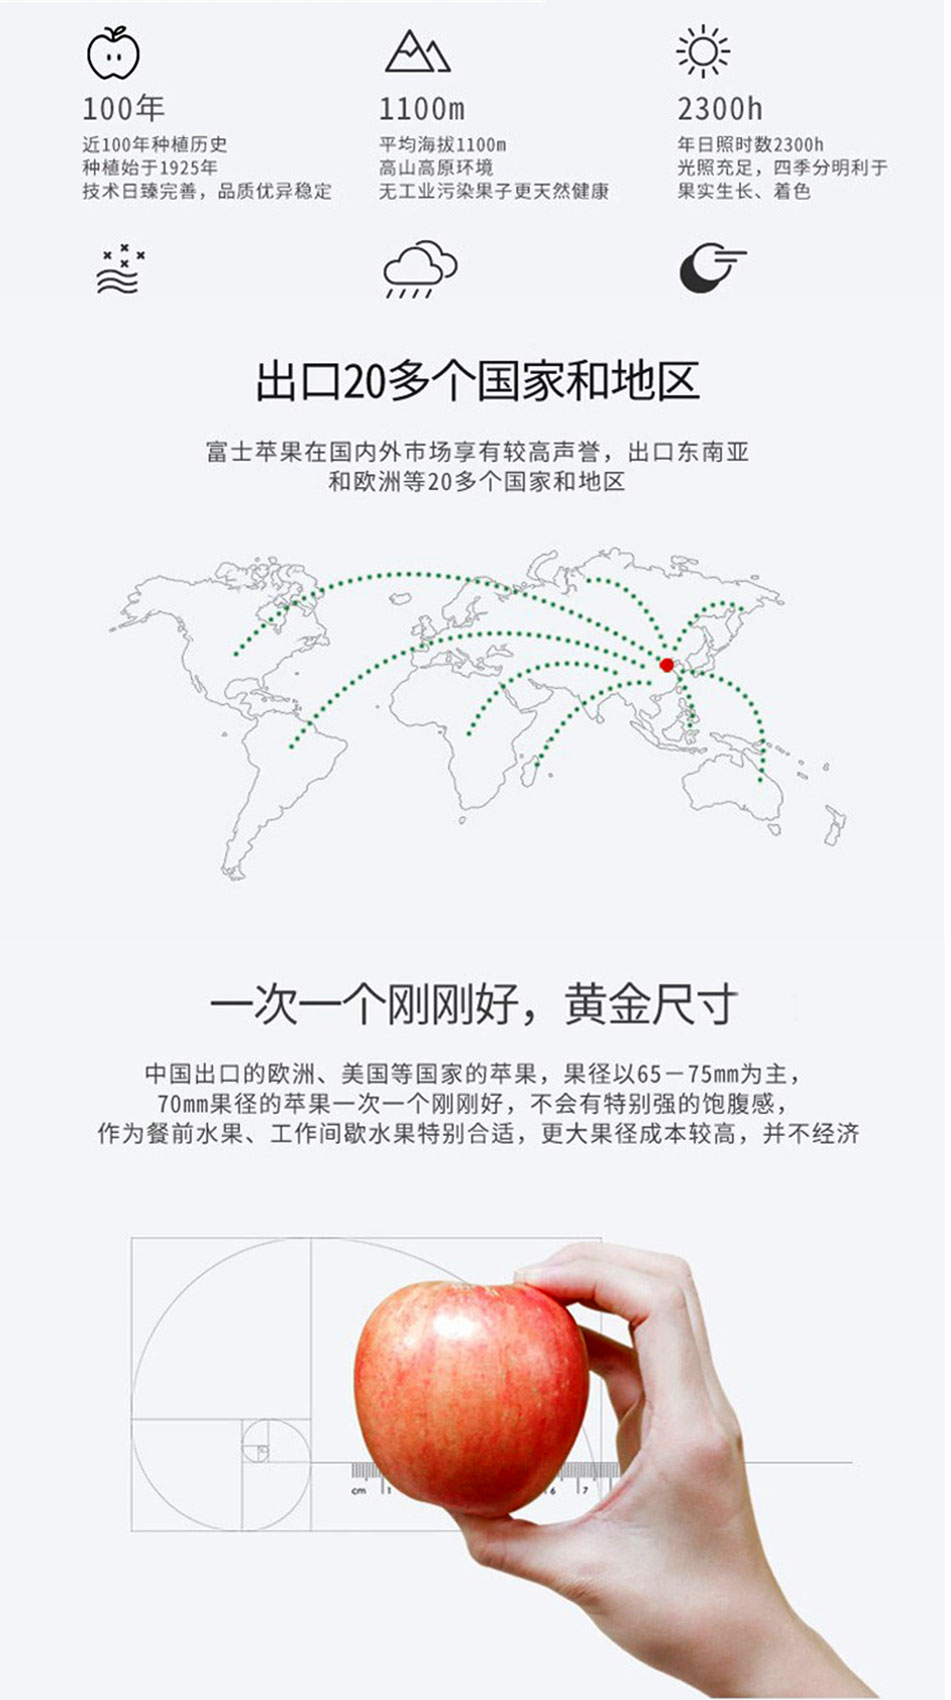 100年
近100年种植历史
种植始于1925年
技术日臻完善，品质优异稳定
1100m
平均海拔1100m
高山高原环境
无工业污染果子更天然健康
2300h
年日照时数2300h
光照充足，四季分明利于
果实生长、着色
出口20多个国家和地区
富士苹果在国内外市场享有较高声誉，出口东南亚
和欧洲等20多个国家和地区
一次一个刚刚好，黄金尺寸
中国出口的欧洲、美国等国家的苹果，果径以65－75mm为主，
70mm果径的苹果一次一个刚刚好，不会有特别强的饱腹感，
作为餐前水果、工作间歇水果特别合适，更大果径成本较高，并不经济
cm 1 6 7